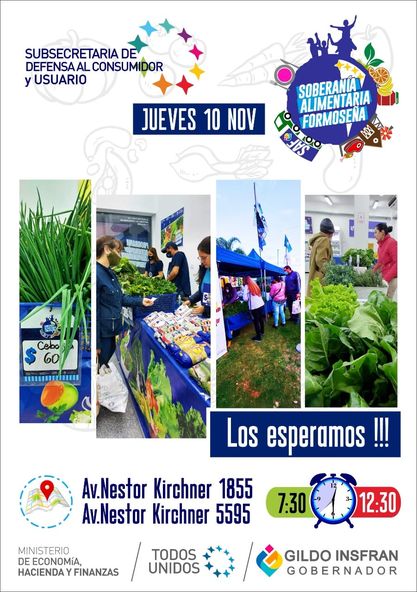 SUBSECRETARIA DE
DEFENSA AL CONSUMIDOR
y USUARIO
JUEVES 10 NOV
SOBERANÍA
ALIMENTARIA
FORMOSEÑA
Cebo
$ 60
Los esperamos !!!
Av.Nestor Kirchner 1855
Av.Nestor Kirchner 5595
7:30
12:30
MINISTERIO
DE ECONOMíA,
HACIENDA Y FINANZAS
TODOS
UNIDOS
GILDO INSFRAN
GOBERNADOR